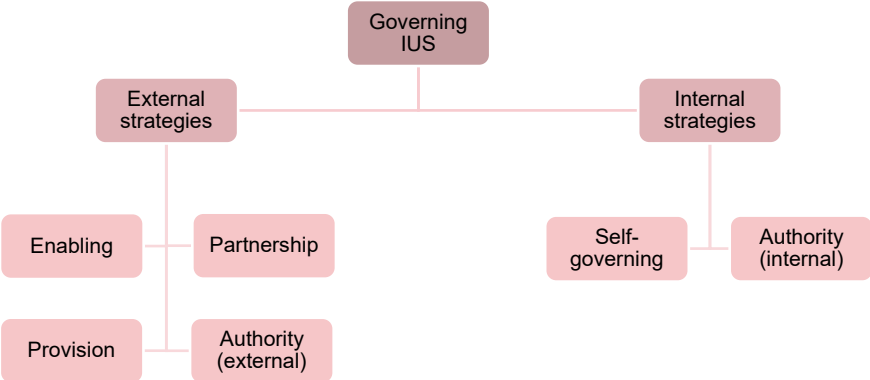 Governing
IUS
External
strategies
Internal
strategies
Enabling
Partnership
Self-
governing
Authority
(internal)
Provision
Authority
(external)